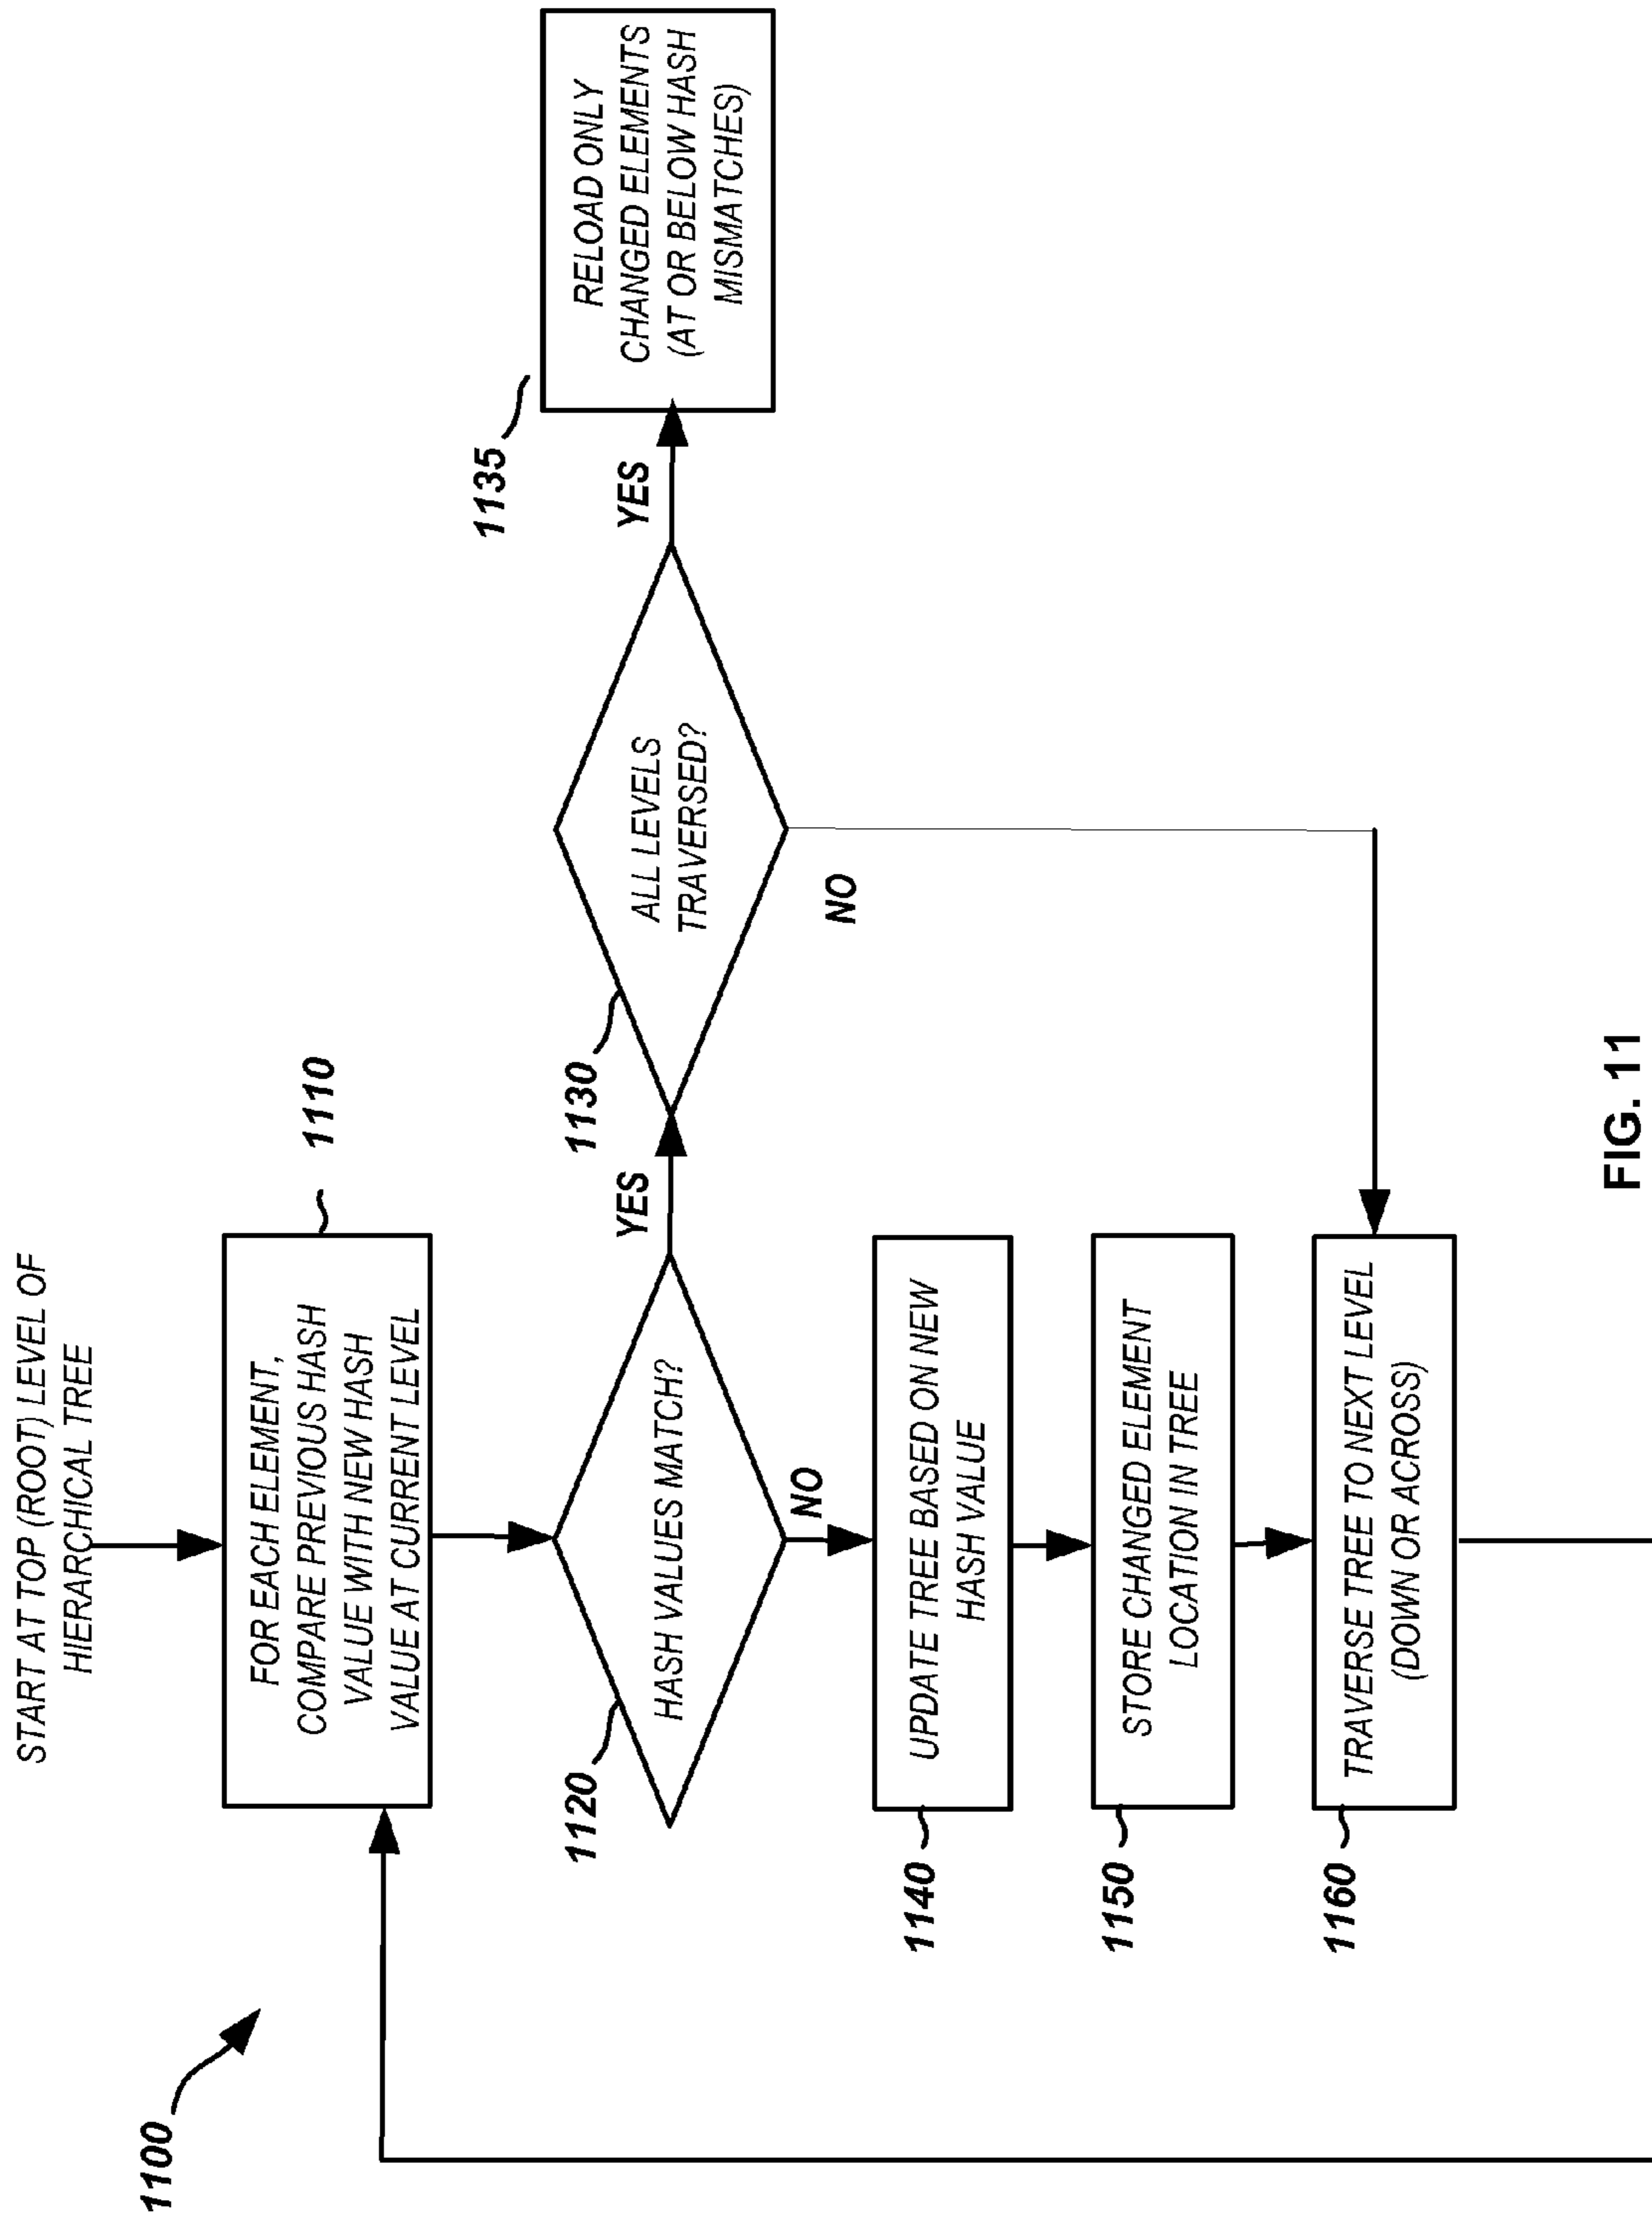 1100
START AT TOP (ROOT) LEVEL OF
HIERARCHICAL TREE
FOR EACH ELEMENT,
COMPARE PREVIOUS HASH
VALUE WITH NEW HASH
VALUE AT CURRENT LEVEL
1110
1120
HASH VALUES MATCH?
YES
NO
1130
ALL LEVELS
TRAVERSED?
YES
NO
1135
RELOAD ONLY
CHANGED ELEMENTS
(AT OR BELOW HASH
MISMATCHES)
1140
UPDATE TREE BASED ON NEW
HASH VALUE
1150
STORE CHANGED ELEMENT
LOCATION IN TREE
1160
TRAVERSE TREE TO NEXT LEVEL
(DOWN OR ACROSS)
FIG. 11